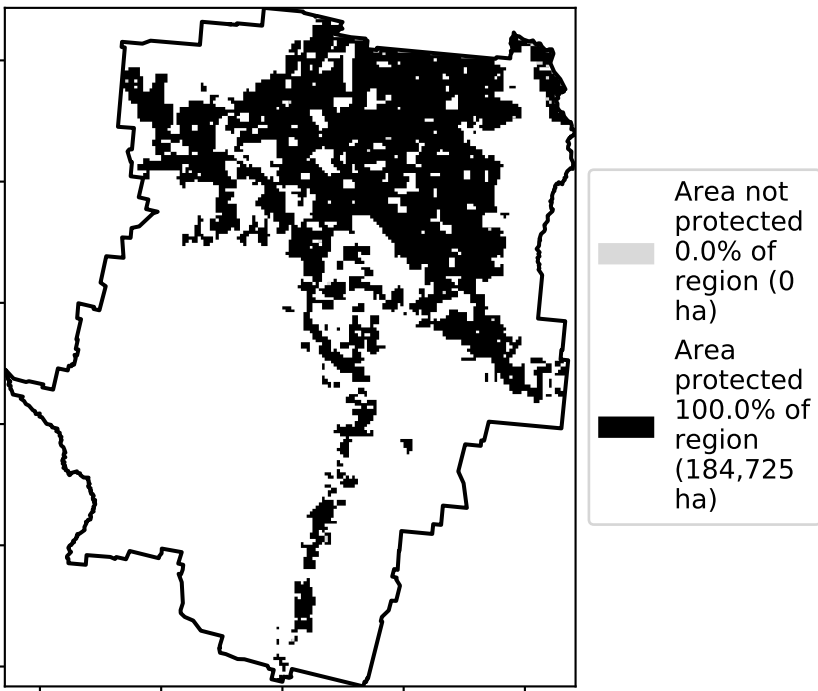 Area not
protected
0.0% of
region (0
ha)
Area
protected
100.0% of
region
(184,725
ha)